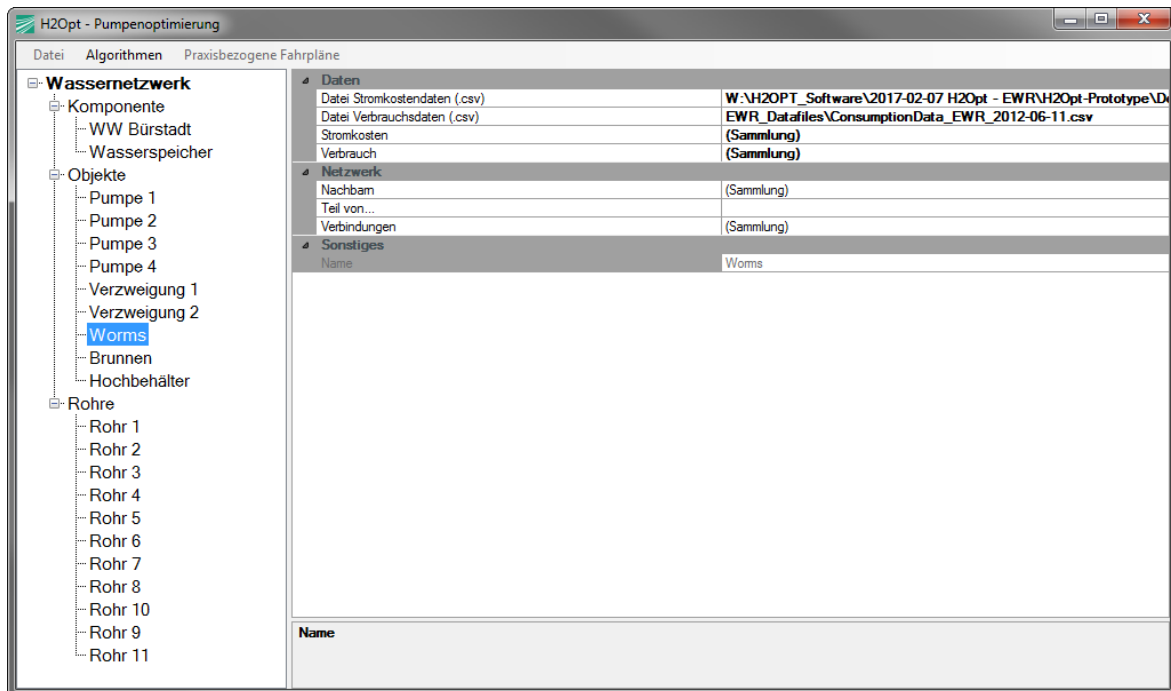 H2Opt - Pumpenoptimierung
Datei Algorithmen Praxisbezogene Fahrpläne
Wassernetzwerk
Komponente
WW Bürstadt
Wasserspeicher
Objekte
Pumpe 1
Pumpe 2
Pumpe 3
Pumpe 4
Verzweigung 1
Verzweigung 2
Worms
Brunnen
Hochbehälter
Rohre
Rohr 1
Rohr 2
Rohr 3
Rohr 4
Rohr 5
Rohr 6
Rohr 7
Rohr 8
Rohr 10
Rohr 9
Rohr 11
Daten
Datei Stromkostendaten (.csv) W:\H2OPT_Software\2017-02-07 H2Opt - EWR\H2Opt-Prototype\De
Datei Verbrauchsdaten (.csv) EWR_Datafiles\ConsumptionData_EWR_2012-06-11.csv
Stromkosten (Sammlung)
Verbrauch (Sammlung)
Netzwerk
Nachbarn (Sammlung)
Teil von...
Verbindungen (Sammlung)
Sonstiges
Name Worms
Name